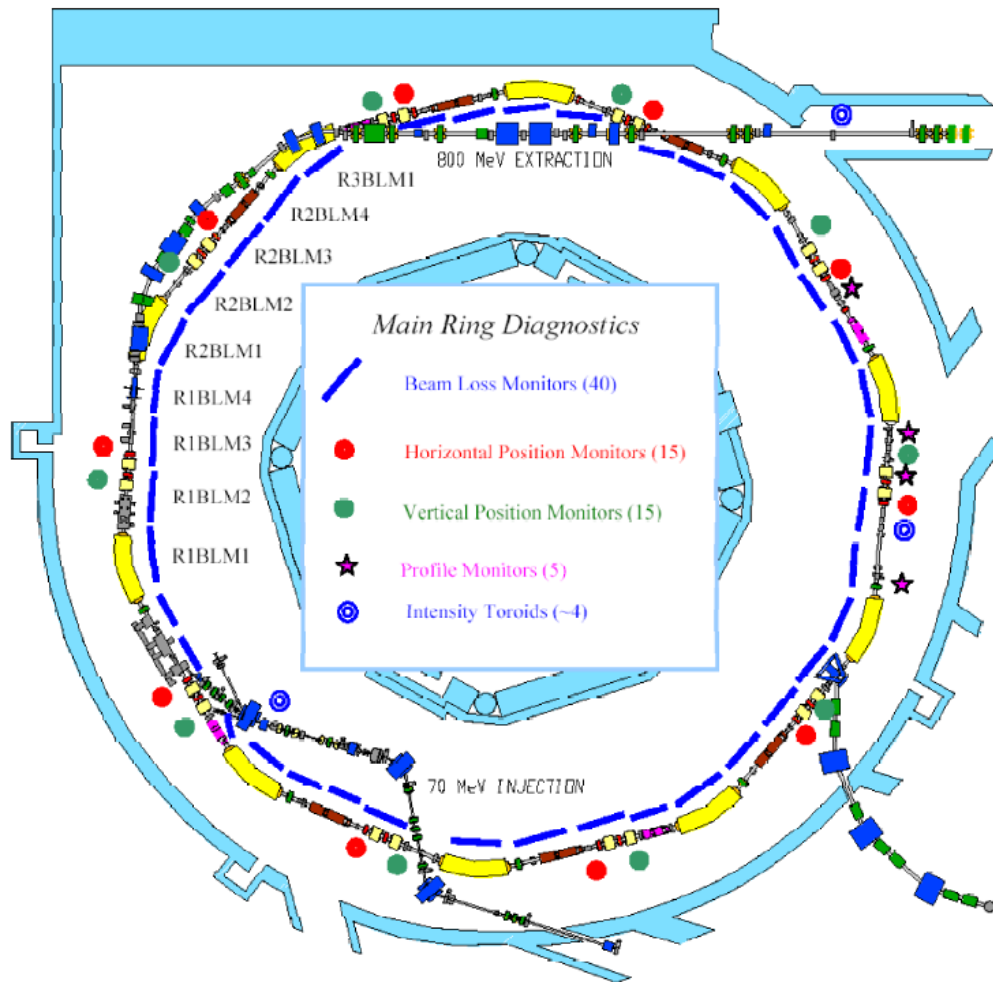 800 MeV EXTRACTION
R3BLM1
R2BLM4
R2BLM3
R2BLM2
R2BLM1
R1BLM4
R1BLM3
R1BLM2
R1BLM1
Main Ring Diagnostics
Beam Loss Monitors (40)
Horizontal Position Monitors (15)
Vertical Position Monitors (15)
Profile Monitors (5)
Intensity Toroids (~4)
70 MeV INJECTION